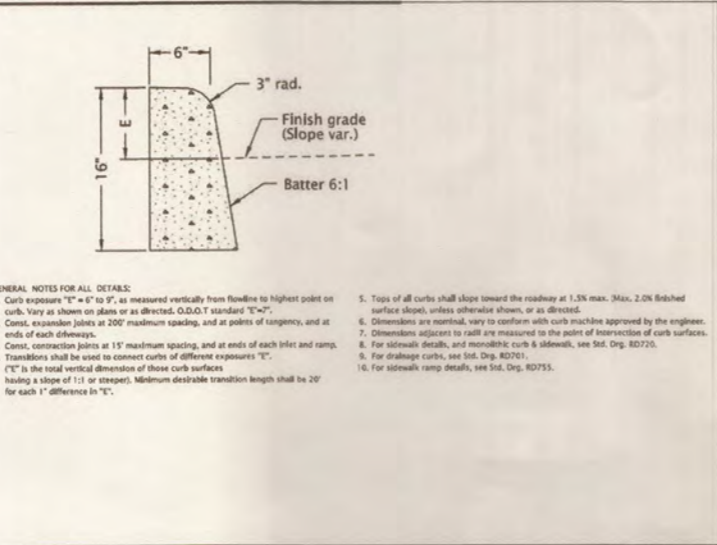 6"
3" rad.
E
Finish grade
(Slope var.)
16"
Batter 6:1
ENERAL NOTES FOR ALL DETAILS:
Curb exposure "E" = 6" to 9", as measured vertically from flowline to highest point on
curb. Vary as shown on plans or as directed. O.D.O.T standard "E"=7".
Const. expansion joints at 200' maximum spacing, and at points of tangency, and at
ends of each driveways.
Const, contraction joints at 15' maximum spacing, and at ends of each inlet and ramp.
Transitions shall be used to connect curbs of different exposures "E".
("E" is the total vertical dimension of those curb surfaces
having a slope of 1:1 or steeper). Minimum desirable transition length shall be 20'
for each 1" difference in "E".
5. Tops of all curbs shall slope toward the roadway at 1.5% max. (Max. 2.0% finished
surface slope), unless otherwise shown, or as directed.
6. Dimensions are nominal, vary to conform with curb machine approved by the engineer.
7. Dimensions adjacent to radii are measured to the point of intersection of curb surfaces.
8. For sidewalk details, and monolithic curb & sidewalk, see Std. Drg. RD720.
9. For drainage curbs, see Std. Drg. RD701.
10. For sidewalk ramp details, see Std. Drg. RD755.